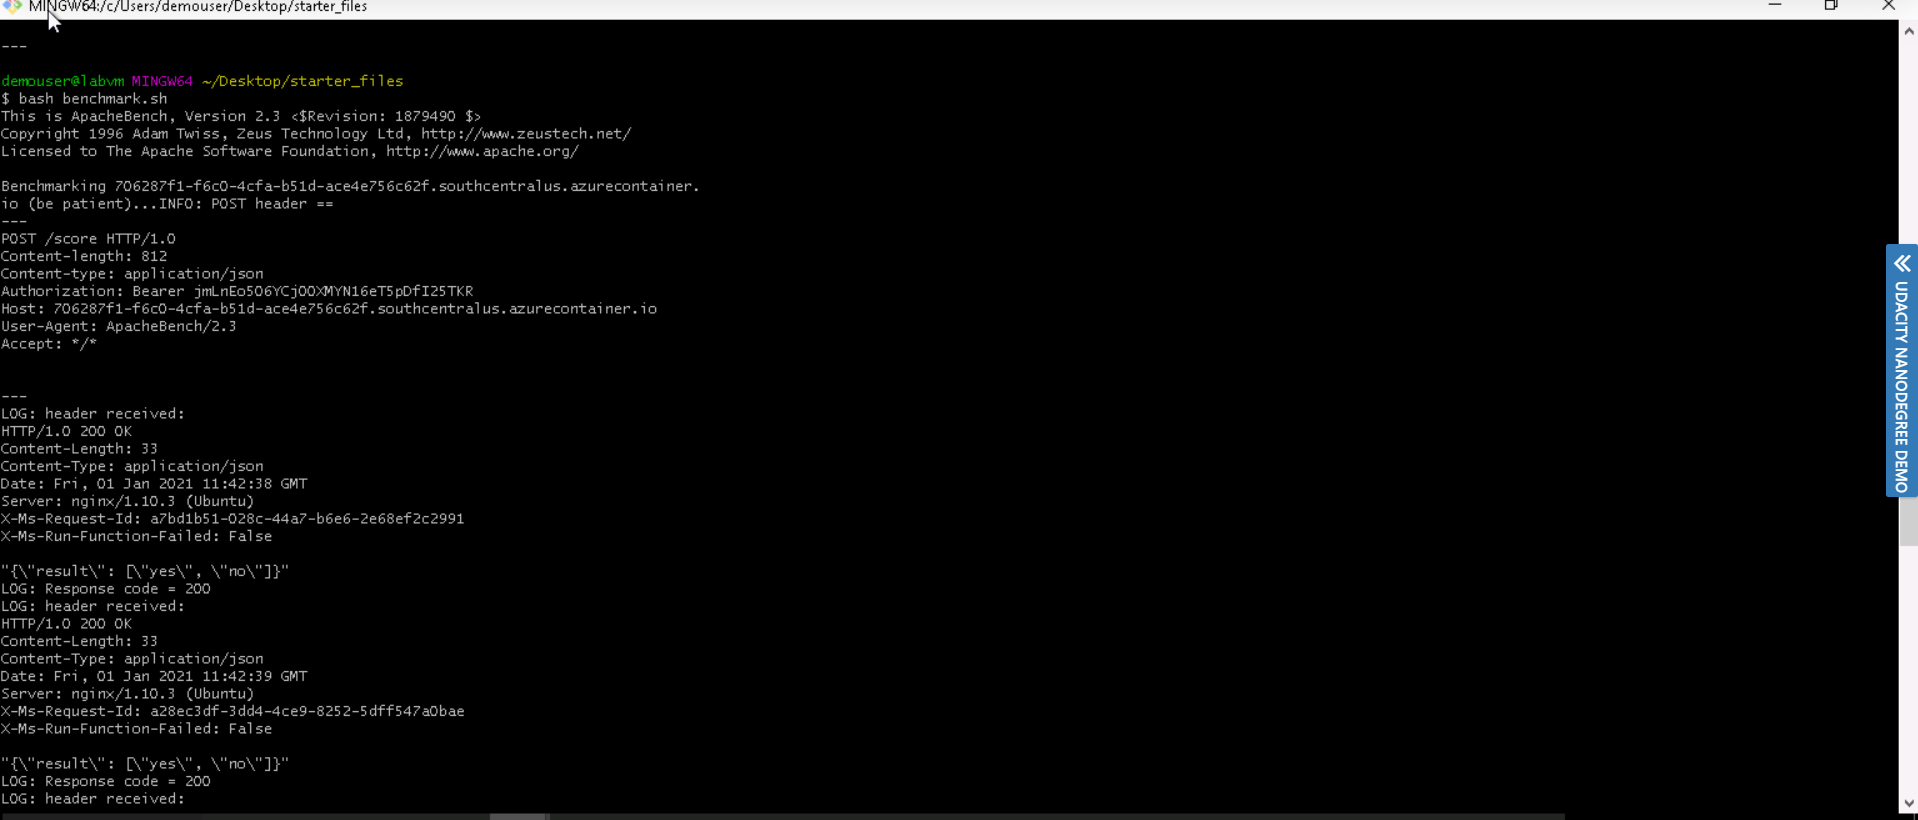 MINGW64:/c/Users/demouser/Desktop/starter_files
---
demouser@labvm MINGW64 ~/Desktop/starter_files
$ bash benchmark.sh
This is ApacheBench, Version 2.3 <$Revision: 1879490 $>
Copyright 1996 Adam Twiss, Zeus Technology Ltd, http://www.zeustech.net/
Licensed to The Apache Software Foundation, http://www.apache.org/
Benchmarking 706287f1-f6c0-4cfa-b51d-ace4e756c62f.southcentralus.azurecontainer.
io (be patient)...INFO: POST header ==
---
POST /score HTTP/1.0
Content-length: 812
Content-type: application/json
Authorization: Bearer jmLnEo5O6YCjOOXMYN16eT5pDfI25TKR
Host: 706287f1-f6c0-4cfa-b51d-ace4e756c62f.southcentralus.azurecontainer.io
User-Agent: ApacheBench/2.3
Accept: */*
---
LOG: header received:
HTTP/1.0 200 OK
Content-Length: 33
Content-Type: application/json
Date: Fri, 01 Jan 2021 11:42:38 GMT
Server: nginx/1.10.3 (Ubuntu)
X-Ms-Request-Id: a7bd1b51-028c-44a7-b6e6-2e68ef2c2991
X-Ms-Run-Function-Failed: False
"{\"result\": [\"yes\", \"no\"]}"
LOG: Response code = 200
LOG: header received:
HTTP/1.0 200 OK
Content-Length: 33
Content-Type: application/json
Date: Fri, 01 Jan 2021 11:42:39 GMT
Server: nginx/1.10.3 (Ubuntu)
X-Ms-Request-Id: a28ec3df-3dd4-4ce9-8252-5dff547a0bae
X-Ms-Run-Function-Failed: False
"{\"result\": [\"yes\", \"no\"]}"
LOG: Response code = 200
LOG: header received:
UDACITY NANODEGREE DEMO